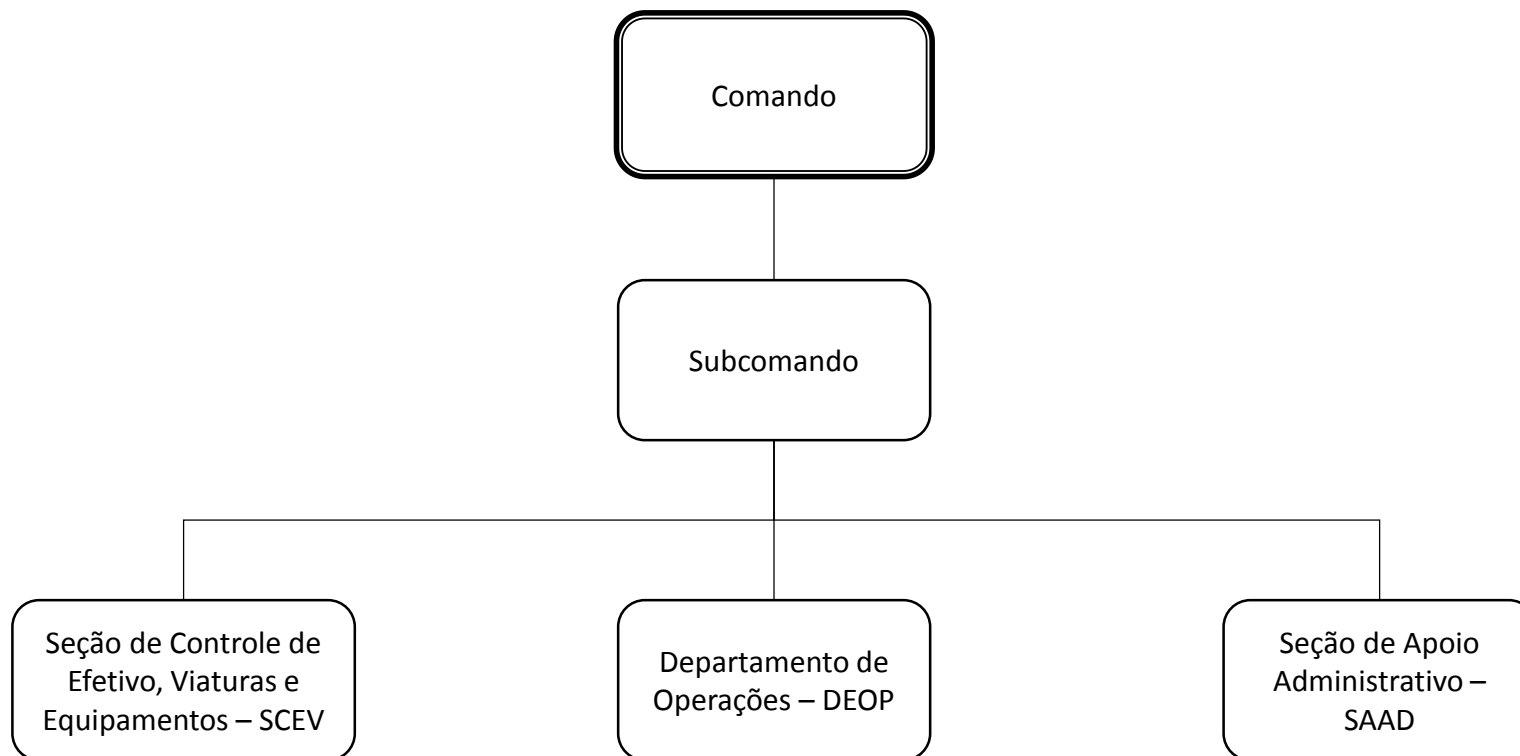 Comando
Subcomando
Seção de Controle de
Efetivo, Viaturas e
Equipamentos – SCEV
Departamento de
Operações – DEOP
Seção de Apoio
Administrativo –
SAAD